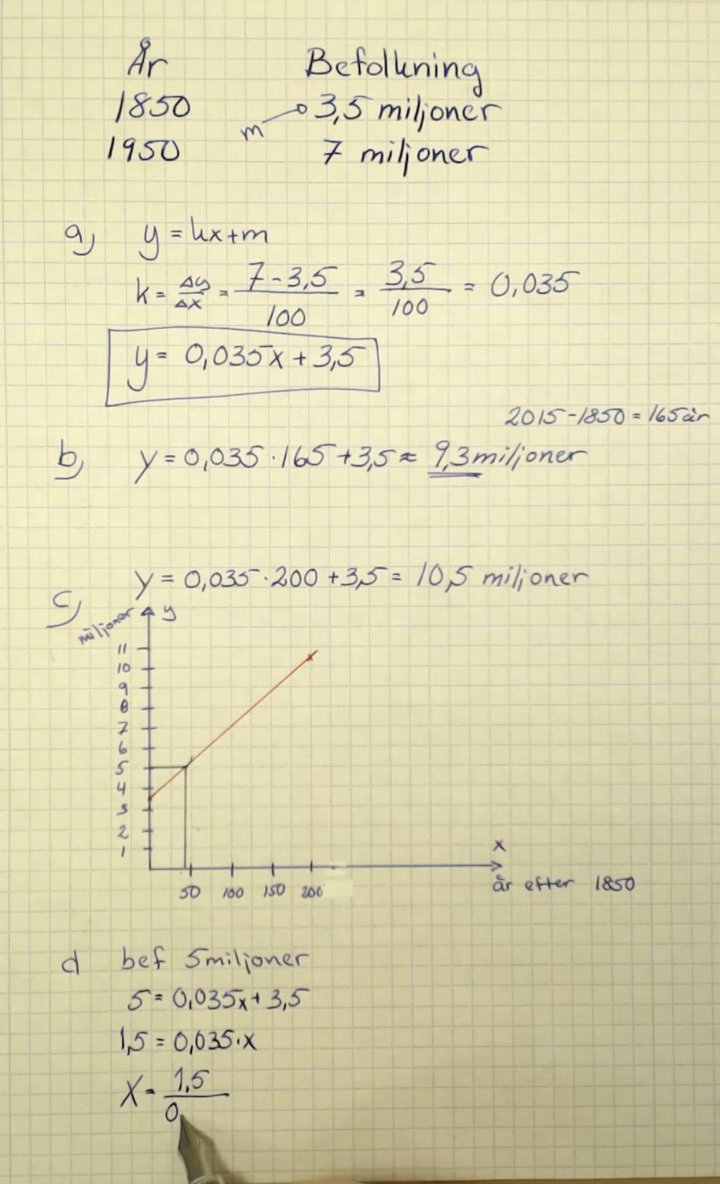 År Befolkning
1850 3,5 miljoner
m
1950 7 miljoner
a) y = kx+m
k = Δy/Δx = 7-3,5/100 = 3,5/100 = 0,035
y = 0,035x + 3,5
2015-1850 = 165 år
b) y = 0,035·165+3,5 ≈ 9,3 miljoner
y = 0,035·200+3,5 = 10,5 miljoner
c)
miljoner y
11
10
9
8
7
6
5
4
3
2
1
x
50 100 150 200
år efter 1850
d bef 5 miljoner
5 = 0,035x + 3,5
1,5 = 0,035·x
x = 1,5/0,